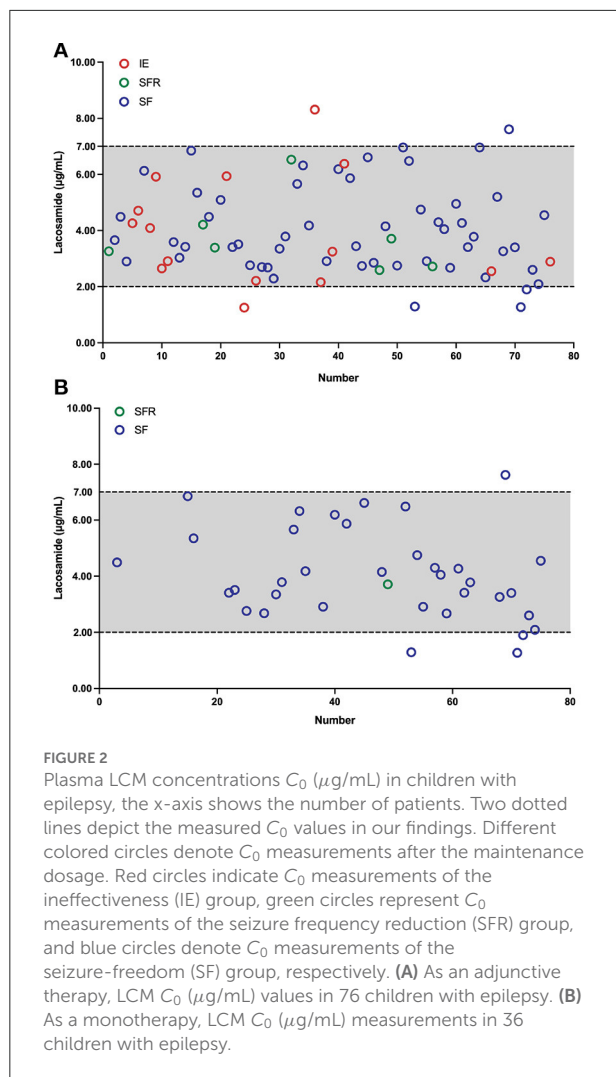 A
IE
SFR
SF
10.00
8.00
7.00
6.00
4.00
2.00
0.00
Lacosamide (μg/mL)
0 10 20 30 40 50 60 70 80
Number
B
SFR
SF
10.00
8.00
7.00
6.00
4.00
2.00
0.00
Lacosamide (μg/mL)
0 20 40 60 80
Number
FIGURE 2
Plasma LCM concentrations C0 (μg/mL) in children with
epilepsy, the x-axis shows the number of patients. Two dotted
lines depict the measured C0 values in our findings. Different
colored circles denote C0 measurements after the maintenance
dosage. Red circles indicate C0 measurements of the
ineffectiveness (IE) group, green circles represent C0
measurements of the seizure frequency reduction (SFR) group,
and blue circles denote C0 measurements of the
seizure-freedom (SF) group, respectively. (A) As an adjunctive
therapy, LCM C0 (μg/mL) values in 76 children with epilepsy. (B)
As a monotherapy, LCM C0 (μg/mL) measurements in 36
children with epilepsy.